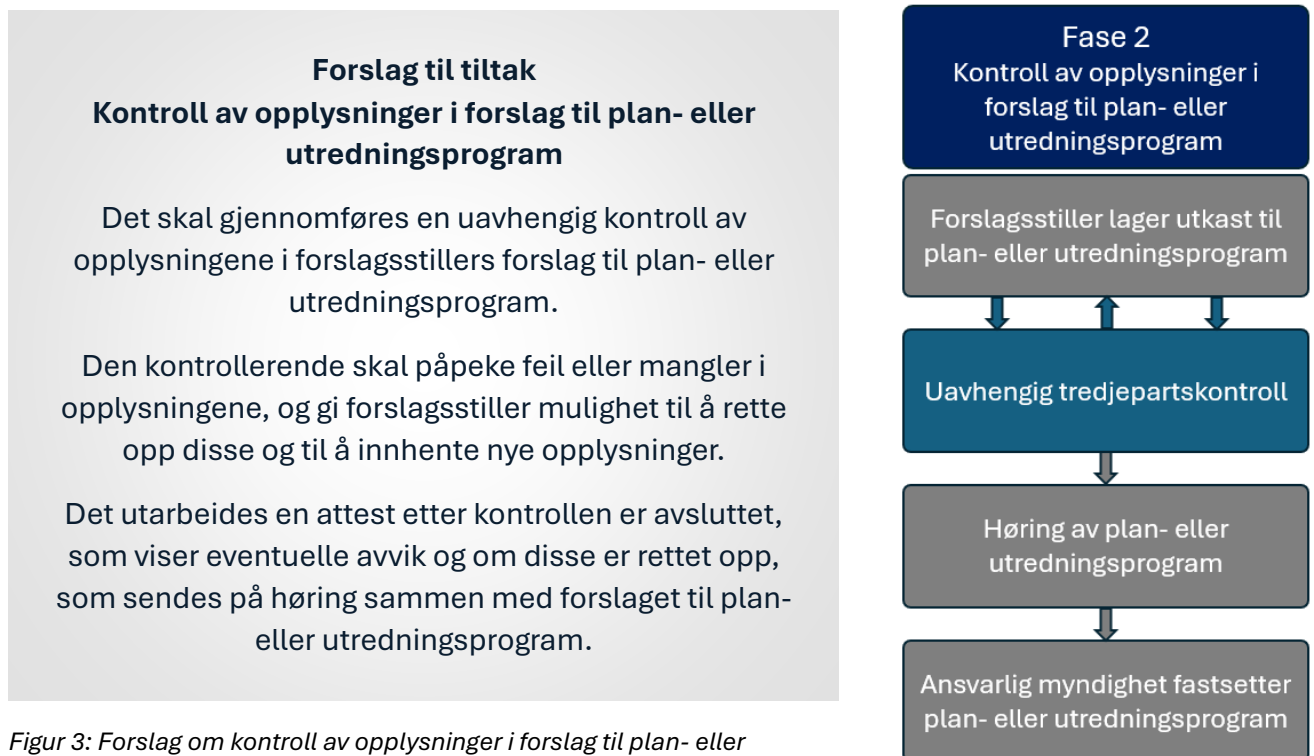 Forslag til tiltak
Kontroll av opplysninger i forslag til plan- eller
utredningsprogram
Det skal gjennomføres en uavhengig kontroll av
opplysningene i forslagsstillers forslag til plan- eller
utredningsprogram.
Den kontrollerende skal påpeke feil eller mangler i
opplysningene, og gi forslagsstiller mulighet til å rette
opp disse og til å innhente nye opplysninger.
Det utarbeides en attest etter kontrollen er avsluttet,
som viser eventuelle avvik og om disse er rettet opp,
som sendes på høring sammen med forslaget til plan-
eller utredningsprogram.
Figur 3: Forslag om kontroll av opplysninger i forslag til plan- eller
Fase 2
Kontroll av opplysninger i
forslag til plan- eller
utredningsprogram
Forslagsstiller lager utkast til
plan- eller utredningsprogram
Uavhengig tredjepartskontroll
Høring av plan- eller
utredningsprogram
Ansvarlig myndighet fastsetter
plan- eller utredningsprogram